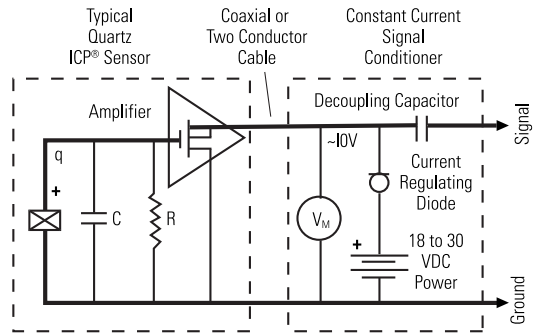 Typical
Quartz
ICP® Sensor
Coaxial or
Two Conductor
Cable
Constant Current
Signal
Conditioner
Amplifier
Decoupling Capacitor
Signal
q
~10V
Current
Regulating
Diode
+
C
R
VM
+
18 to 30
VDC
Power
Ground